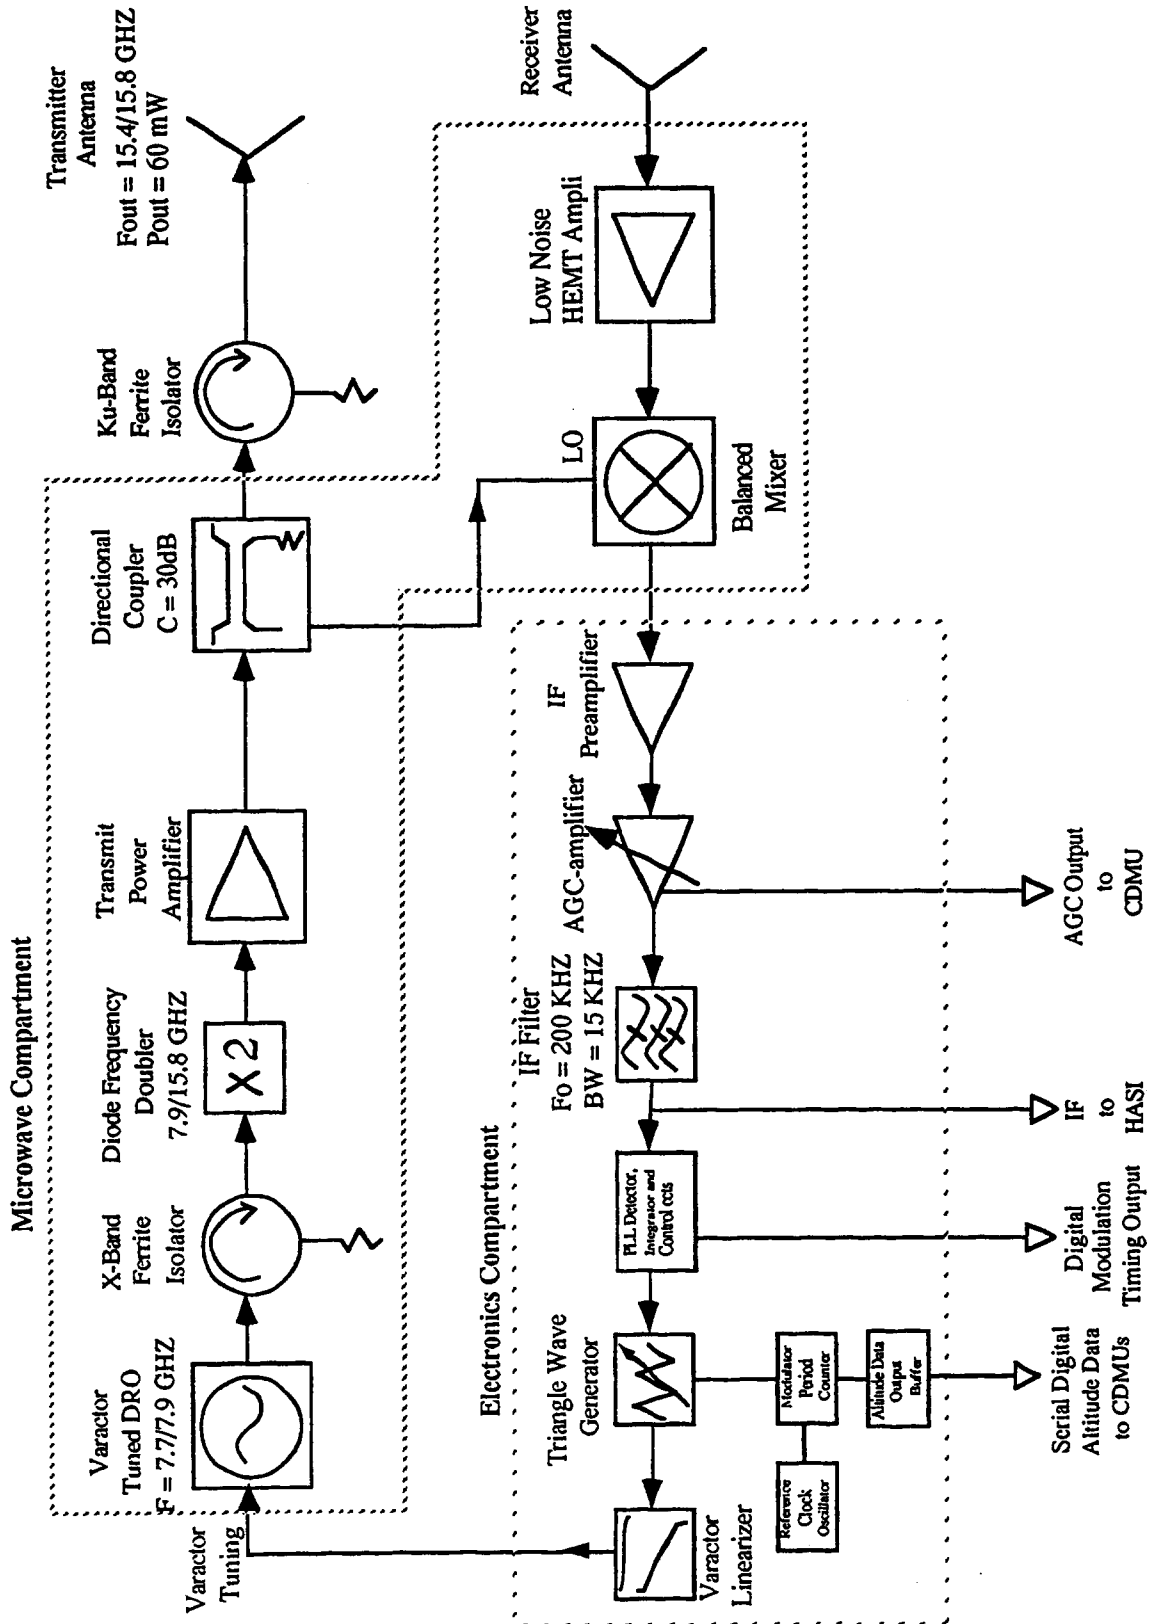 Microwave Compartment
Varactor
Tuned DRO
F = 7.7/7.9 GHZ
X-Band
Ferrite
Isolator
Diode Frequency
Doubler
7.9/15.8 GHZ
X2
Transmit
Power
Amplifier
Directional
Coupler
C = 30dB
Ku-Band
Ferrite
Isolator
Transmitter
Antenna
Fout = 15.4/15.8 GHZ
Pout = 60 mW
Varactor
Tuning
Receiver
Antenna
Low Noise
HEMT Ampli
LO
Balanced
Mixer
Electronics Compartment
IF
Preamplifier
AGC-amplifier
IF Filter
Fo = 200 KHZ
BW = 15 KHZ
PLL Detector,
Integrator and
Control ccts
Triangle Wave
Generator
Varactor
Linearizer
Reference
Clock
Oscillator
Modulator
Period
Counter
Altitude Data
Output
Buffer
Serial Digital
Altitude Data
to CDMUs
Digital
Modulation
Timing Output
IF
to
HASI
AGC Output
to
CDMU